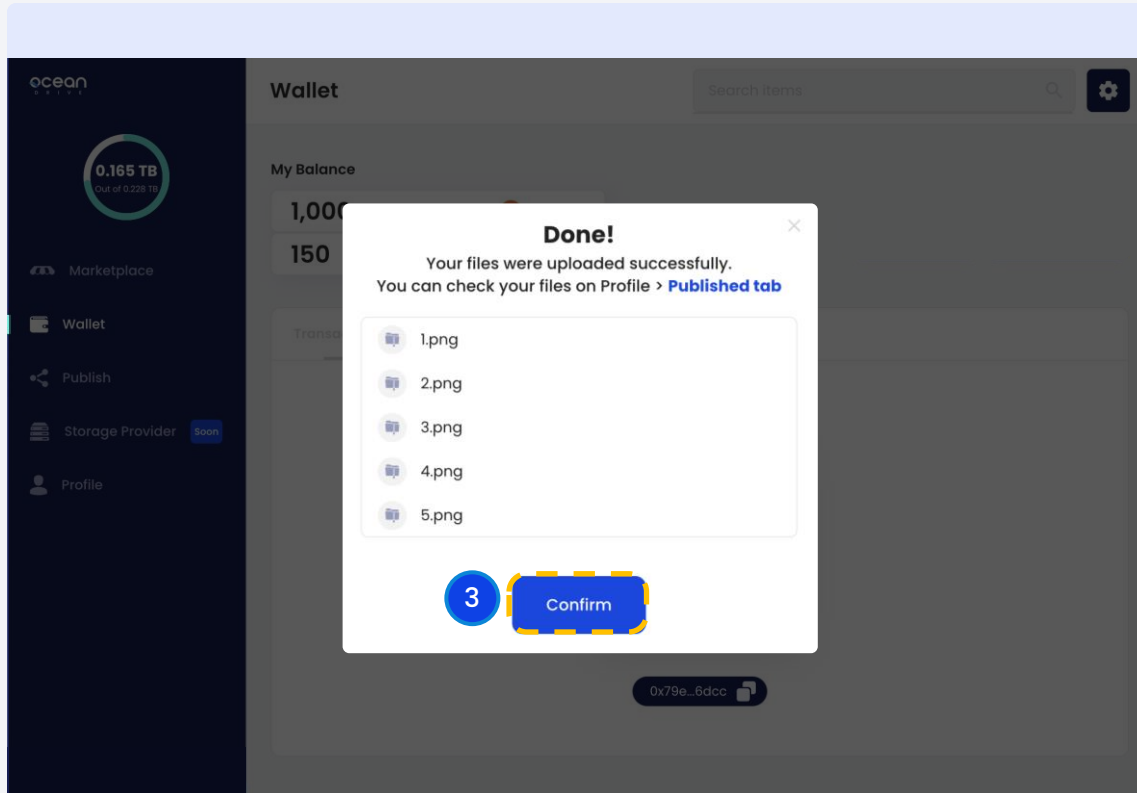 ocean
DRIVE
Wallet
Search items
0.165 TB
Out of 0.228 TB
My Balance
1,000
150
Marketplace
Wallet
Publish
Storage Provider Soon
Profile
Transa
Done!
Your files were uploaded successfully.
You can check your files on Profile > Published tab
1.png
2.png
3.png
4.png
5.png
3
Confirm
0x79e...6dcc